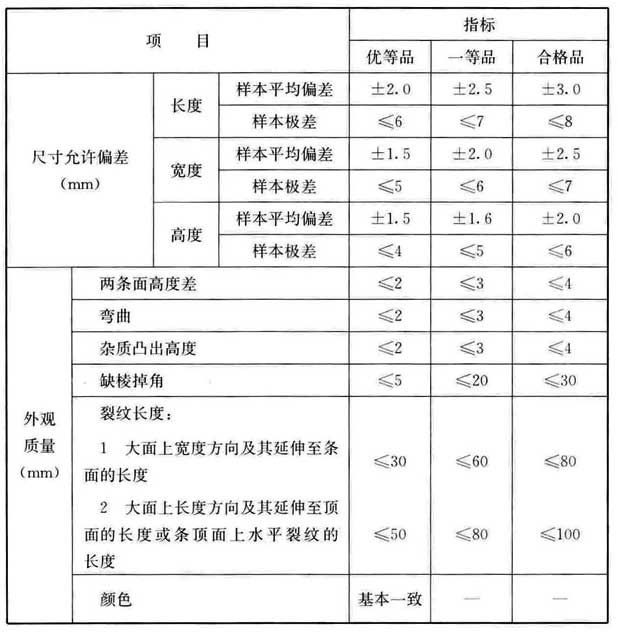 项 目 指标
优等品 一等品 合格品
尺寸允许偏差
(mm)
长度 样本平均偏差 ±2.0 ±2.5 ±3.0
样本极差 ≤6 ≤7 ≤8
宽度 样本平均偏差 ±1.5 ±2.0 ±2.5
样本极差 ≤5 ≤6 ≤7
高度 样本平均偏差 ±1.5 ±1.6 ±2.0
样本极差 ≤4 ≤5 ≤6
外观
质量
(mm)
两条面高度差 ≤2 ≤3 ≤4
弯曲 ≤2 ≤3 ≤4
杂质凸出高度 ≤2 ≤3 ≤4
缺棱掉角 ≤5 ≤20 ≤30
裂纹长度:
1 大面上宽度方向及其延伸至条
面的长度 ≤30 ≤60 ≤80
2 大面上长度方向及其延伸至顶
面的长度或条顶面上水平裂纹的
长度 ≤50 ≤80 ≤100
颜色 基本一致 — —